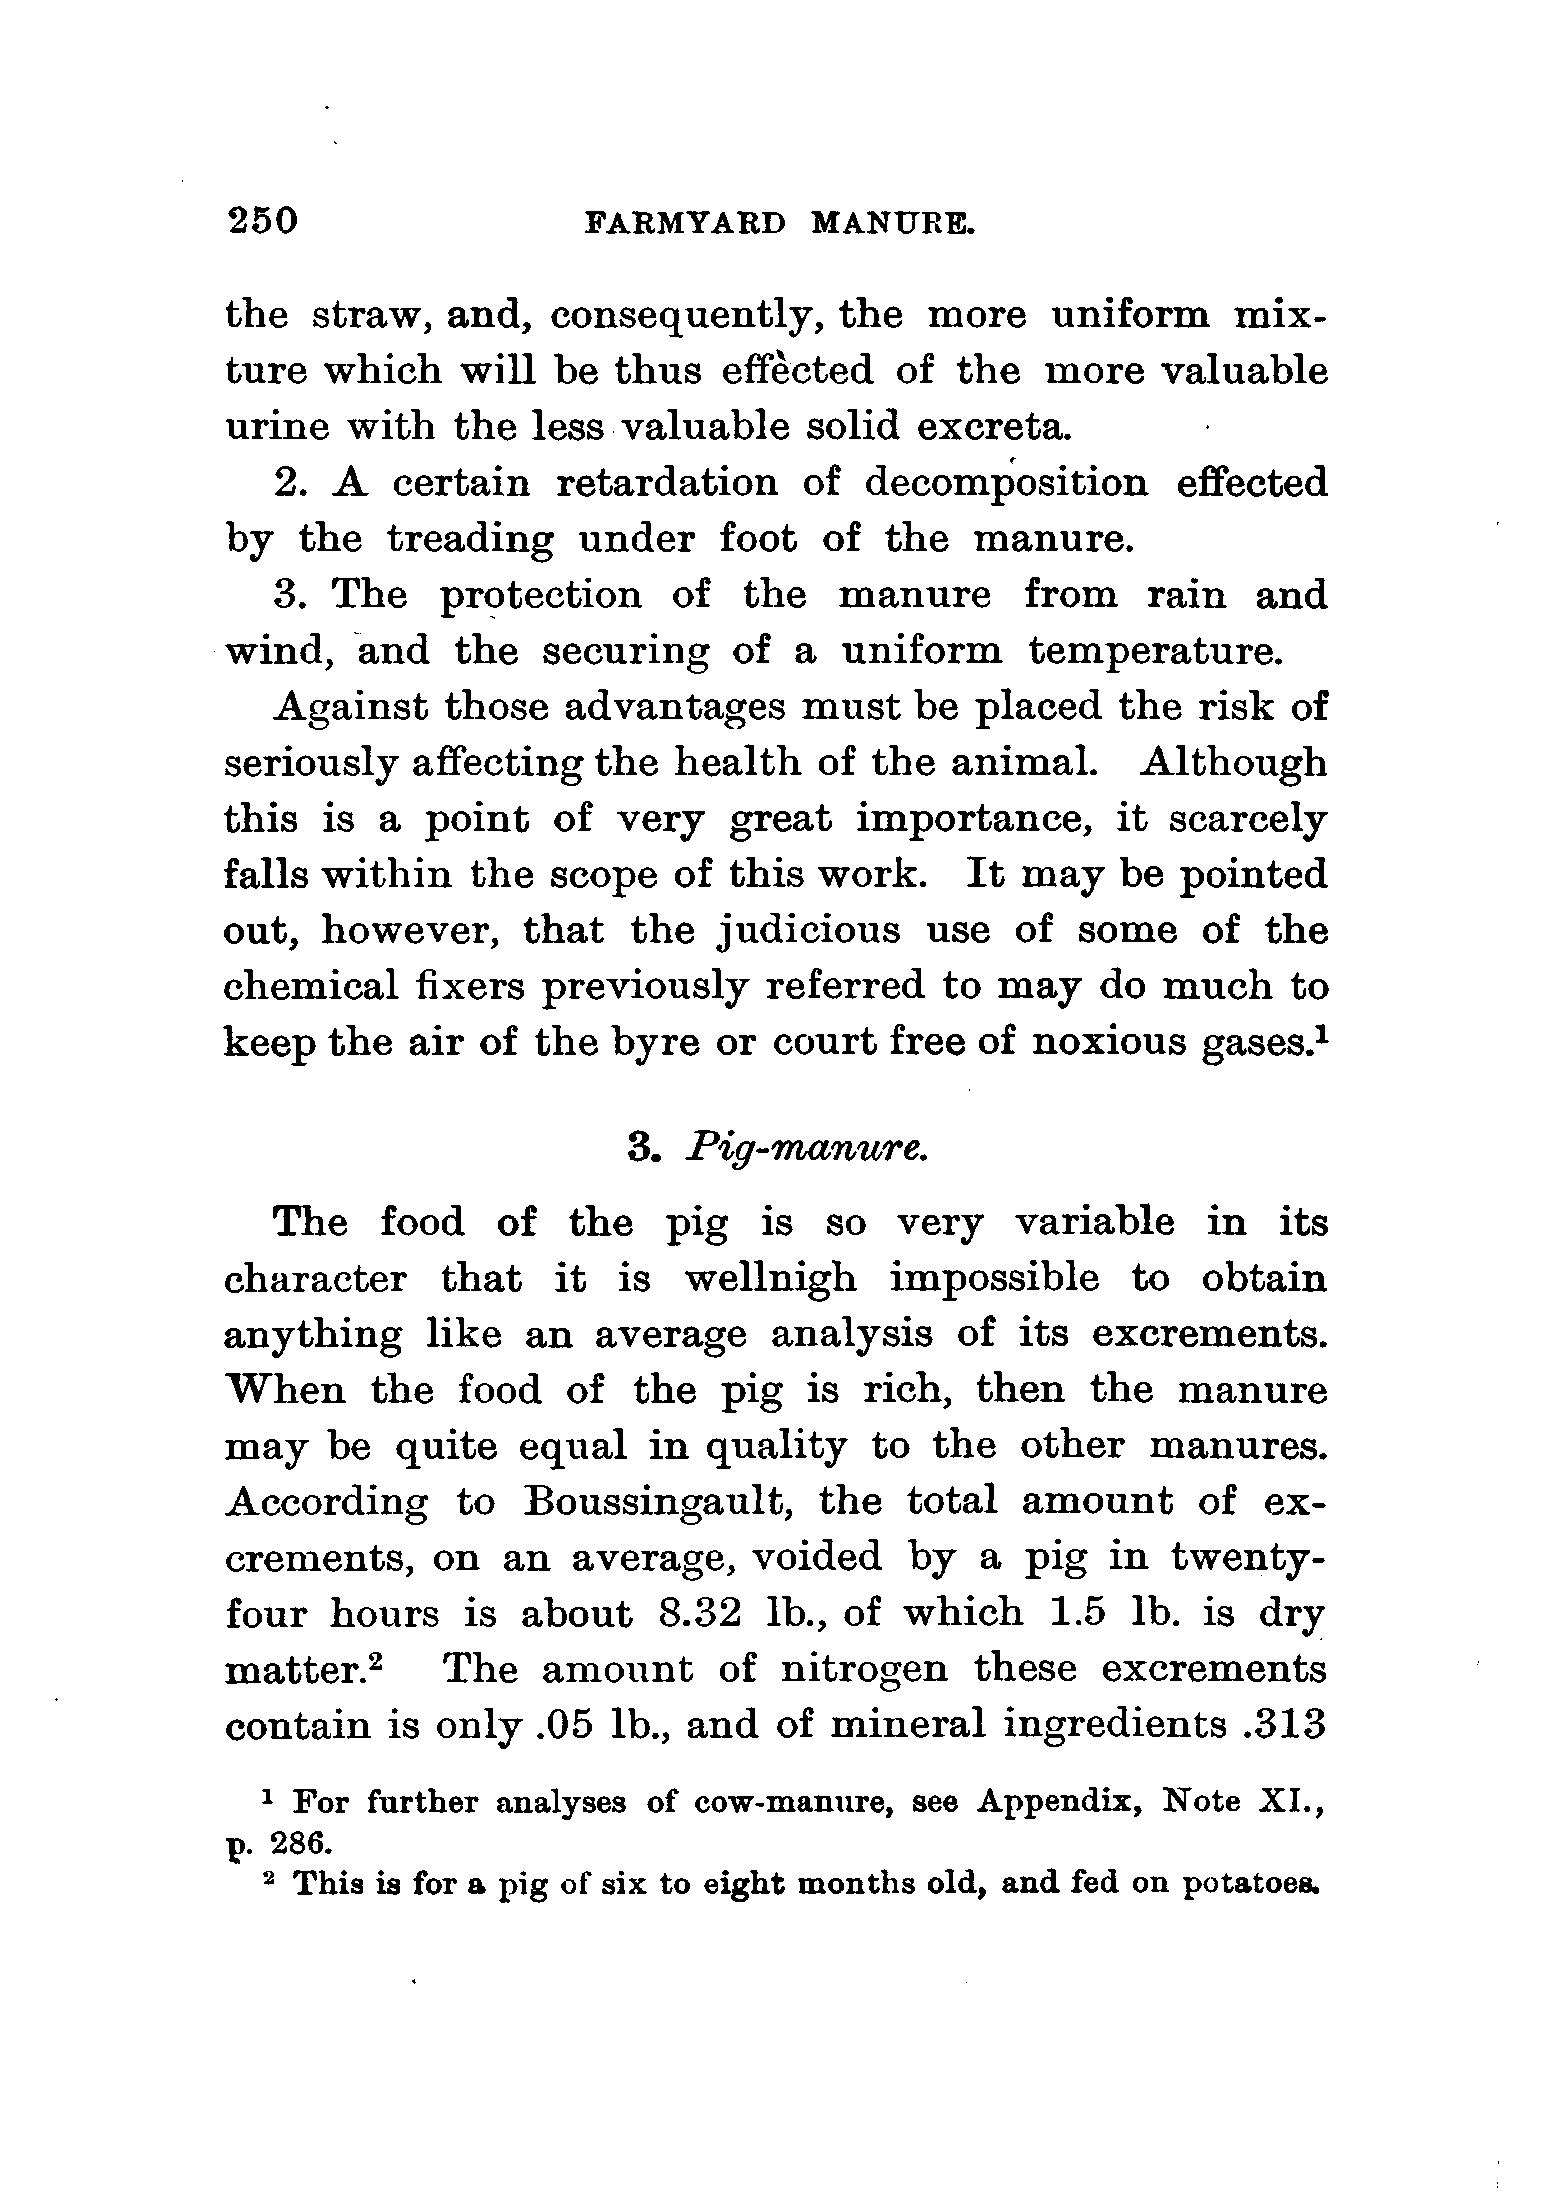 250 FARMYARD MANURE.
the straw, and, consequently, the more uniform mix-
ture which will be thus effected of the more valuable
urine with the less valuable solid excreta.
2. A certain retardation of decomposition effected
by the treading under foot of the manure.
3. The protection of the manure from rain and
wind, and the securing of a uniform temperature.
Against those advantages must be placed the risk of
seriously affecting the health of the animal. Although
this is a point of very great importance, it scarcely
falls within the scope of this work. It may be pointed
out, however, that the judicious use of some of the
chemical fixers previously referred to may do much to
keep the air of the byre or court free of noxious gases.¹
3. Pig-manure.
The food of the pig is so very variable in its
character that it is wellnigh impossible to obtain
anything like an average analysis of its excrements.
When the food of the pig is rich, then the manure
may be quite equal in quality to the other manures.
According to Boussingault, the total amount of ex-
crements, on an average, voided by a pig in twenty-
four hours is about 8.32 lb., of which 1.5 lb. is dry
matter.² The amount of nitrogen these excrements
contain is only .05 lb., and of mineral ingredients .313
¹ For further analyses of cow-manure, see Appendix, Note XI.,
p. 286.
² This is for a pig of six to eight months old, and fed on potatoes.